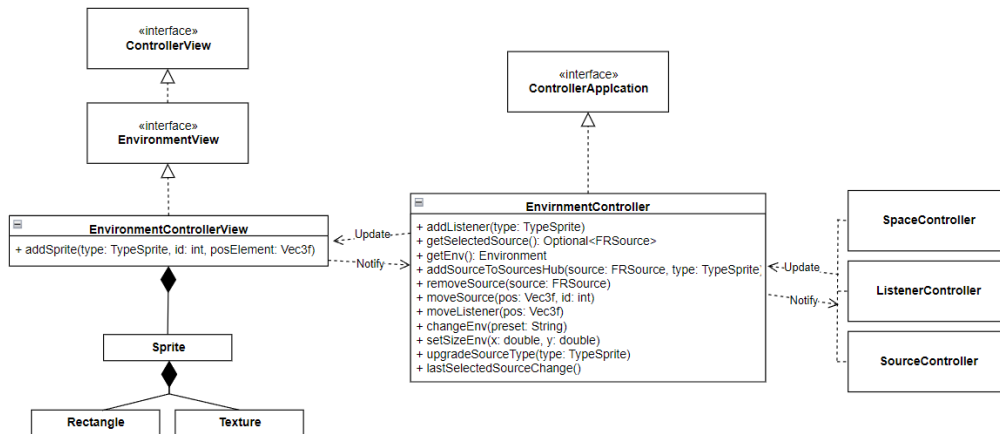 «interface»
ControllerView
«interface»
EnvironmentView
EnvironmentControllerView
+ addSprite(type: TypeSprite, id: int, posElement: Vec3f)
Sprite
Rectangle
Texture
Update
Notify
«interface»
ControllerApplcation
EnvirnmentController
+ addListener(type: TypeSprite)
+ getSelectedSource(): Optional<FRSource>
+ getEnv(): Environment
+ addSourceToSourcesHub(source: FRSource, type: TypeSprite)
+ removeSource(source: FRSource)
+ moveSource(pos: Vec3f, id: int)
+ moveListener(pos: Vec3f)
+ changeEnv(preset: String)
+ setSizeEnv(x: double, y: double)
+ upgradeSourceType(type: TypeSprite)
+ lastSelectedSourceChange()
Update
Notify
SpaceController
ListenerController
SourceController